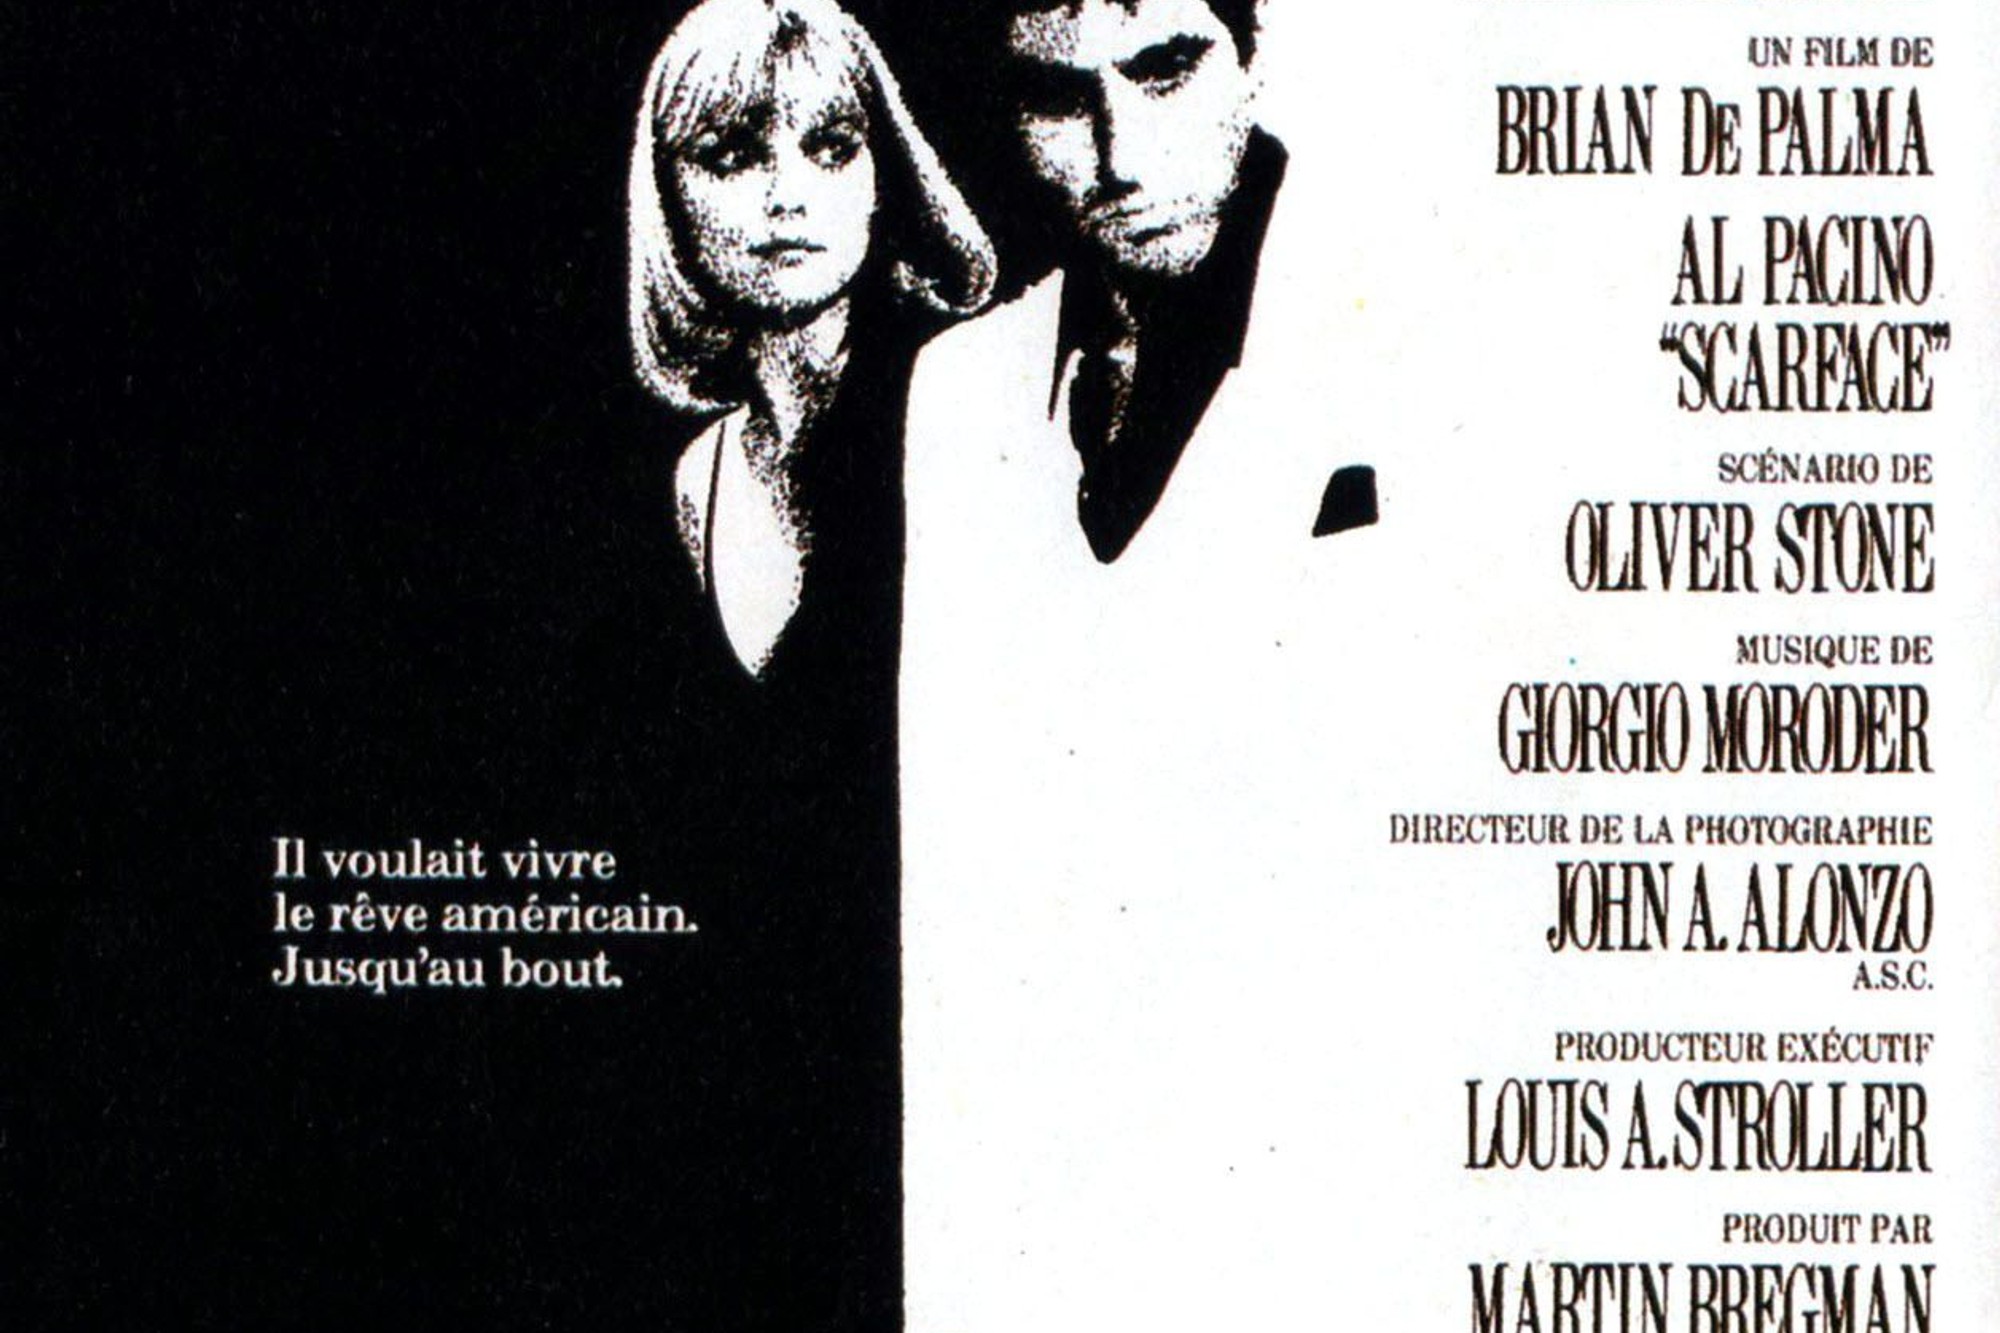 UN FILM DE
BRIAN DE PALMA
AL PACINO
"SCARFACE"
SCÉNARIO DE
OLIVER STONE
MUSIQUE DE
GIORGIO MORODER
DIRECTEUR DE LA PHOTOGRAPHIE
JOHN A. ALONZO
A.S.C.
PRODUCTEUR EXÉCUTIF
LOUIS A. STROLLER
PRODUIT PAR
MARTIN BREGMAN
Il voulait vivre
le rêve américain.
Jusqu'au bout.